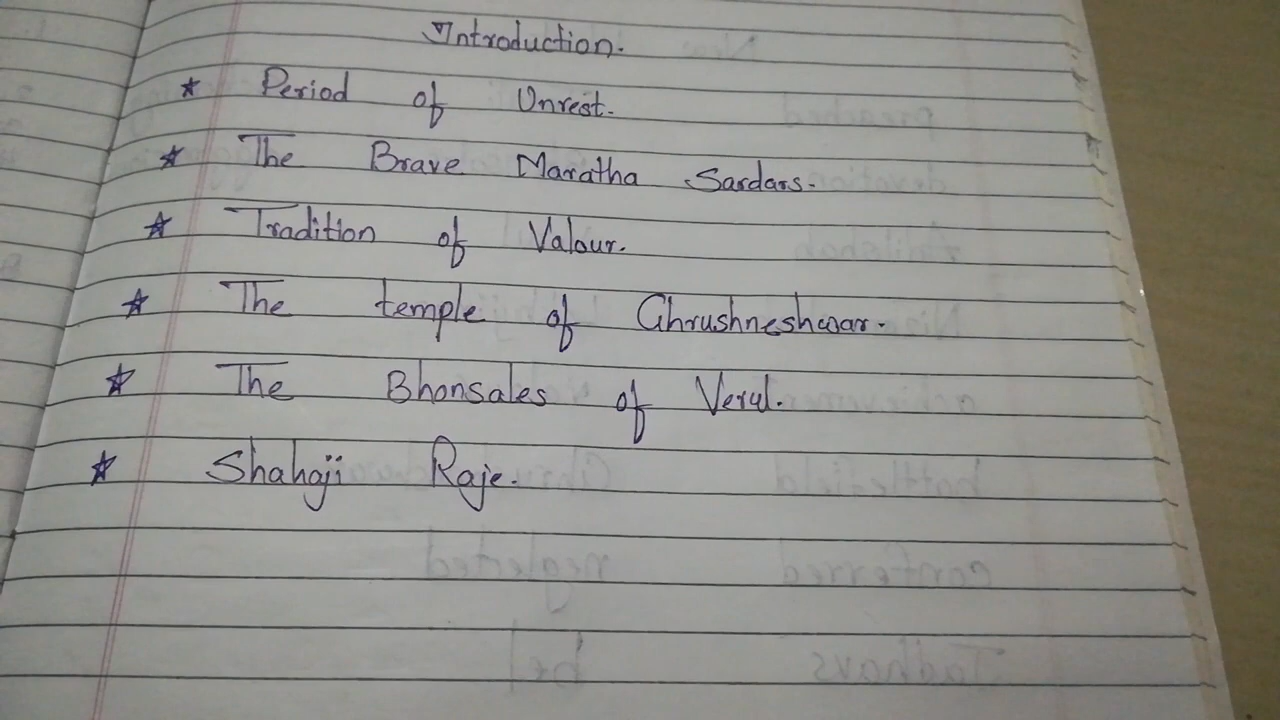 Introduction.
★ Period of Unrest.
★ The Brave Maratha Sardars.
★ Tradition of Valour.
★ The temple of Ghrushneshwar.
★ The Bhonsales of Verul.
★ Shahaji Raje.